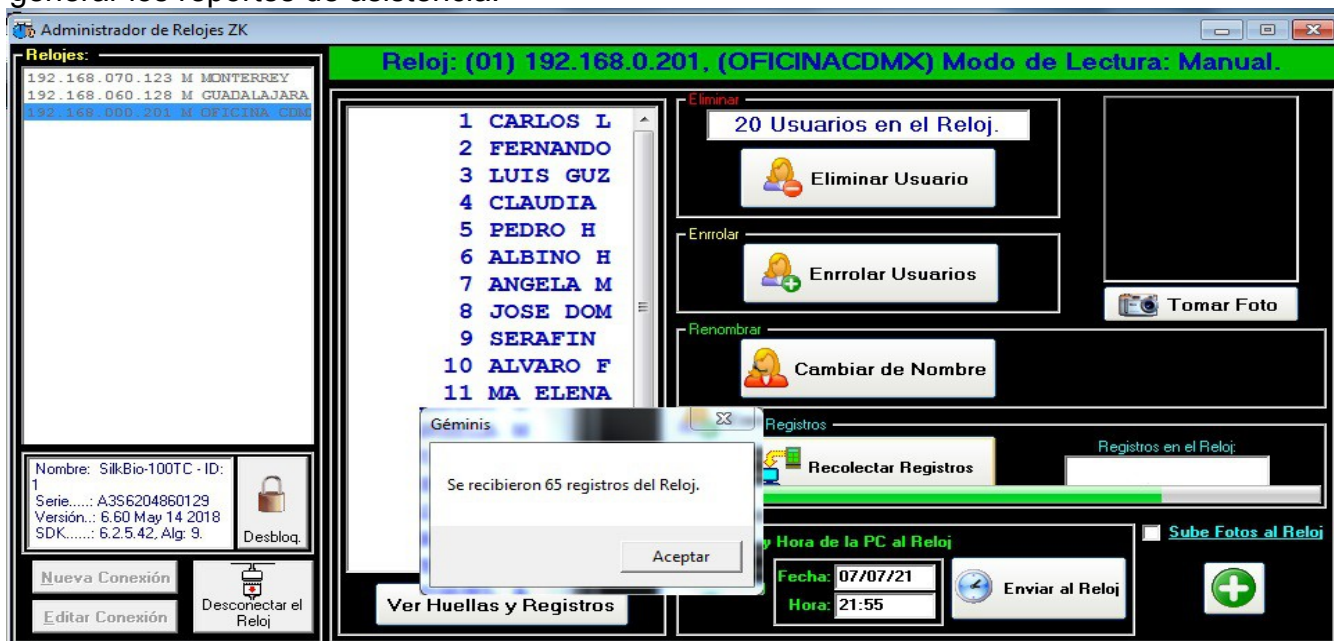 generar los reportes de asistencia.
Administrador de Relojes ZK
Relojes:
192.168.070.123 M MONTERREY
192.168.060.128 M GUADALAJARA
192.168.000.201 M OFICINA CDM
Reloj: (01) 192.168.0.201, (OFICINACDMX) Modo de Lectura: Manual.
1 CARLOS L
2 FERNANDO
3 LUIS GUZ
4 CLAUDIA
5 PEDRO H
6 ALBINO H
7 ANGELA M
8 JOSE DOM
9 SERAFIN
10 ALVARO F
11 MA ELENA
Eliminar
20 Usuarios en el Reloj.
Eliminar Usuario
Enrrolar
Enrrolar Usuarios
Tomar Foto
Renombrar
Cambiar de Nombre
Géminis
Se recibieron 65 registros del Reloj.
Aceptar
Registros
Recolectar Registros
Registros en el Reloj:
Nombre: SilkBio-100TC - ID:
1
Serie.....: A3S6204860129
Versión..: 6.60 May 14 2018
SDK......: 6.2.5.42, Alg: 9.
Desbloq.
Nueva Conexión
Editar Conexión
Desconectar el
Reloj
Ver Huellas y Registros
y Hora de la PC al Reloj
Fecha: 07/07/21
Hora: 21:55
Enviar al Reloj
Sube Fotos al Reloj